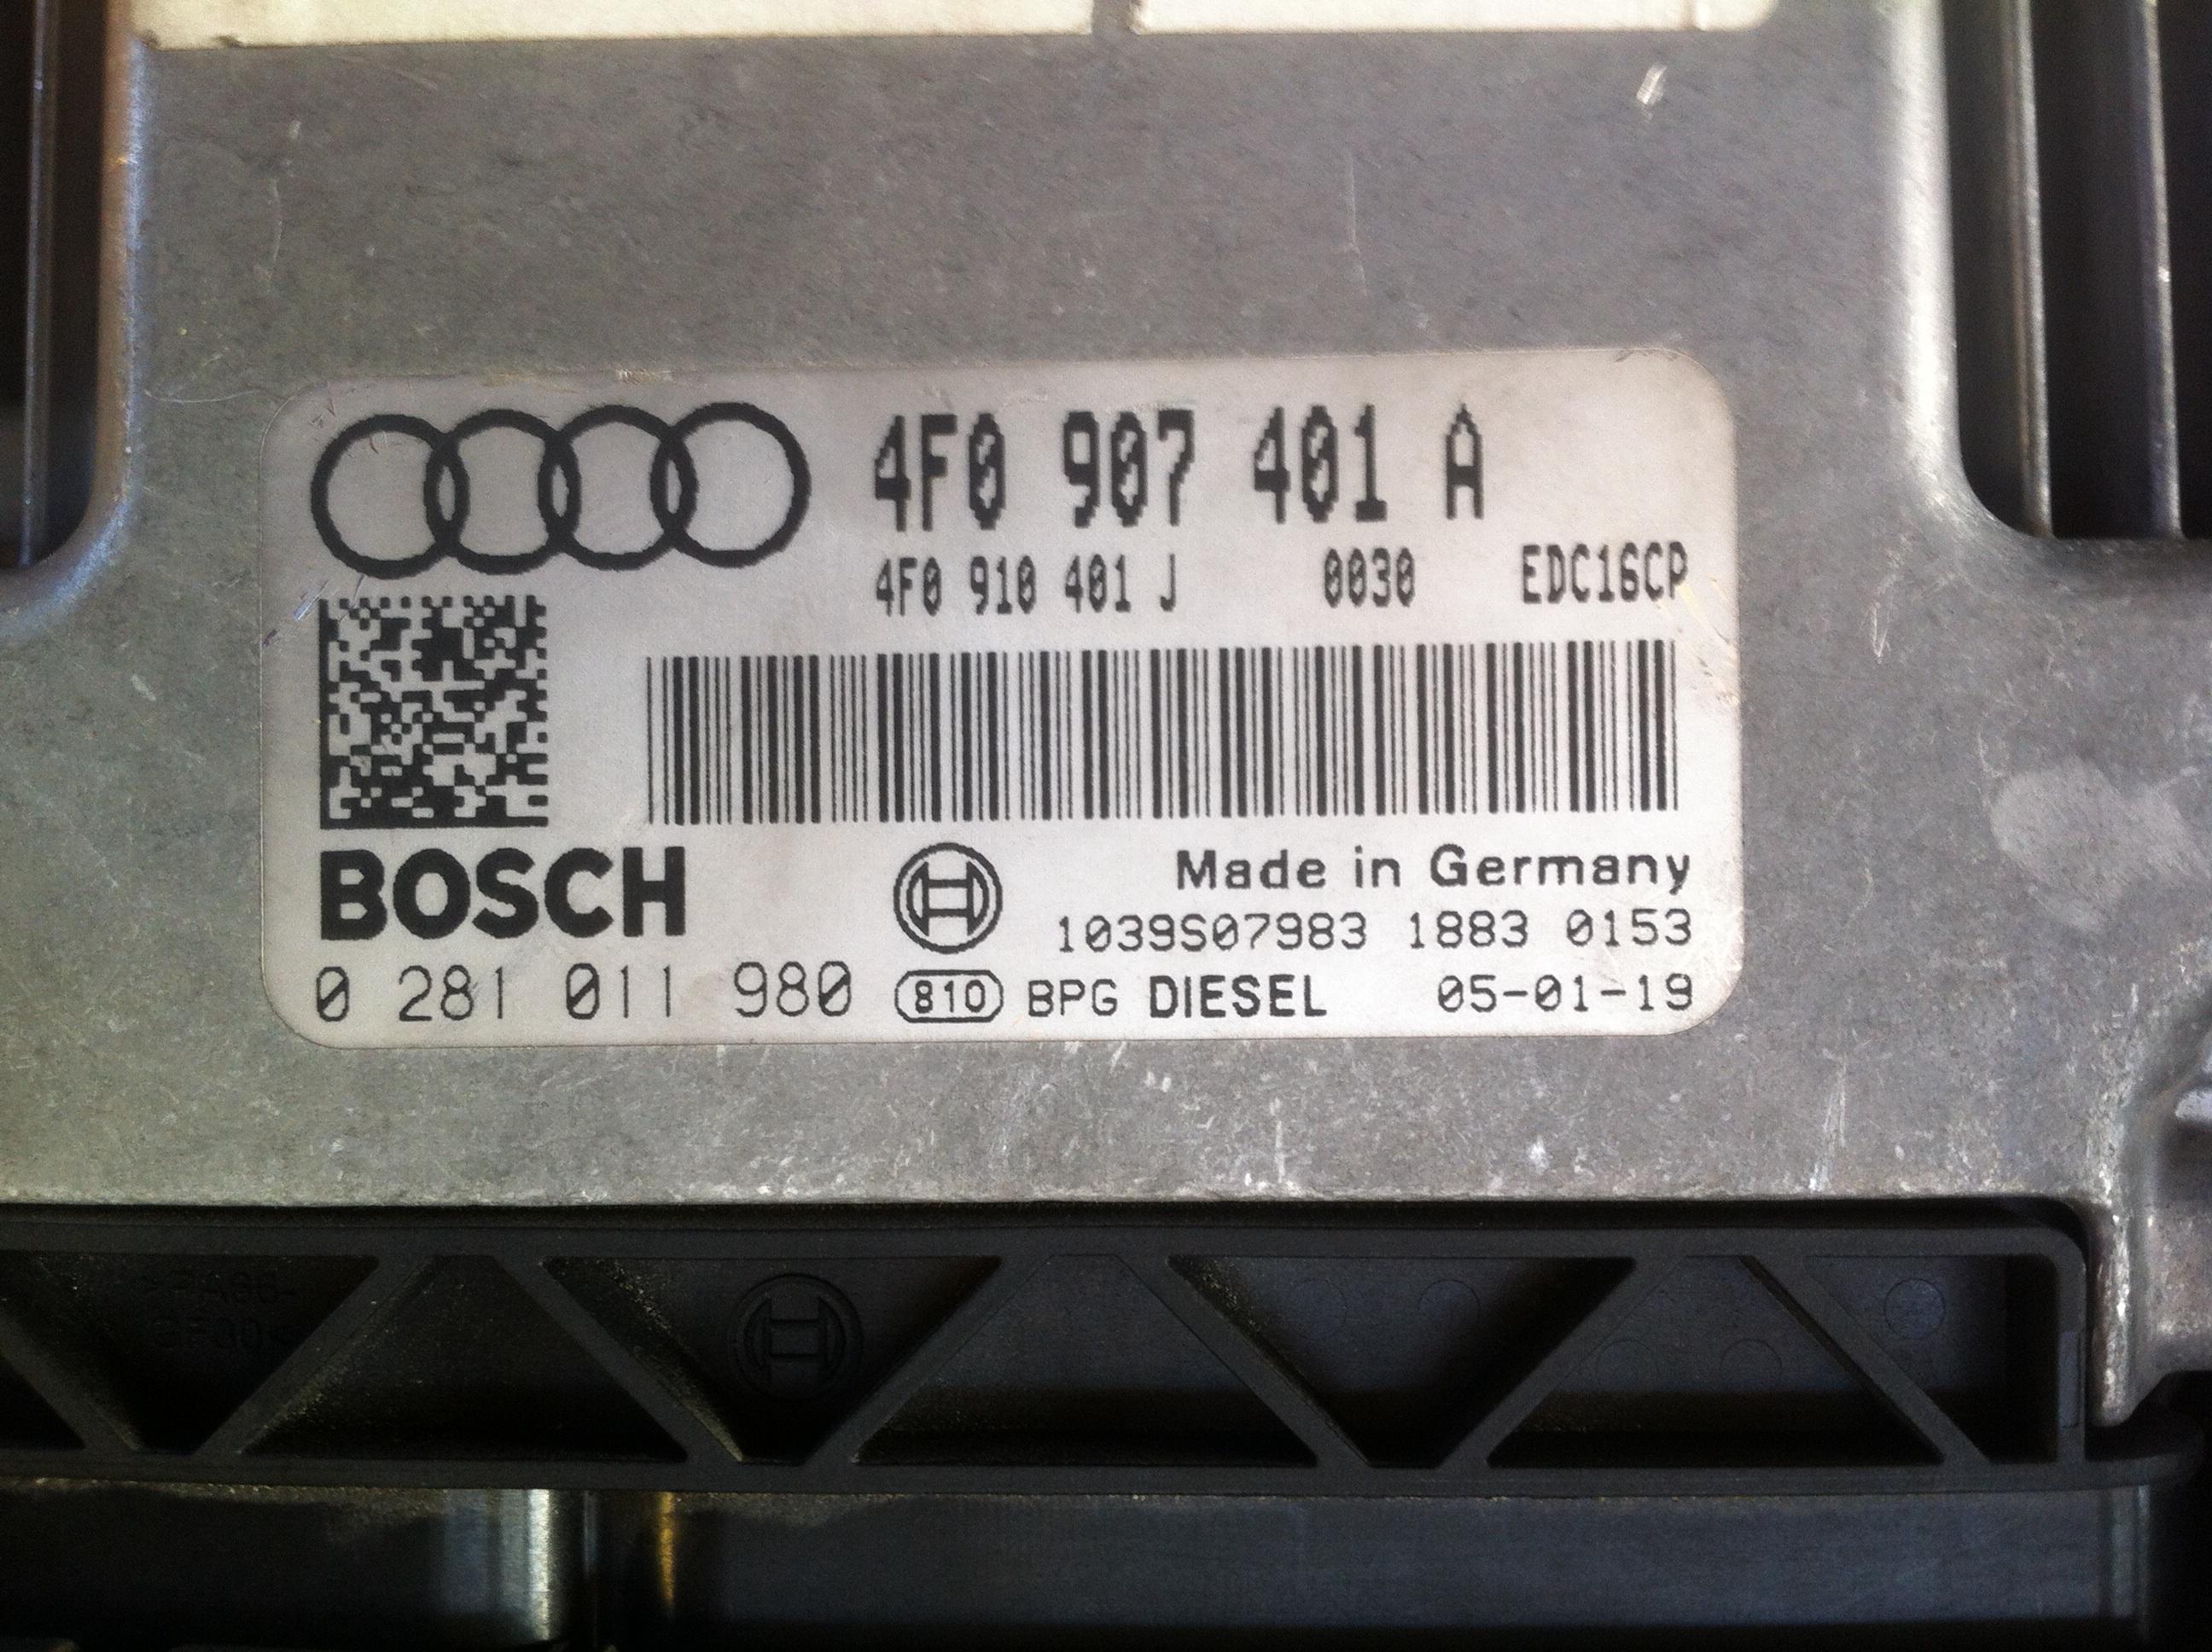 4F0 907 401 A
4F0 910 401 J 0030 EDC16CP
BOSCH
Made in Germany
1039S07983 1883 0153
0 281 011 980 810 BPG DIESEL 05-01-19